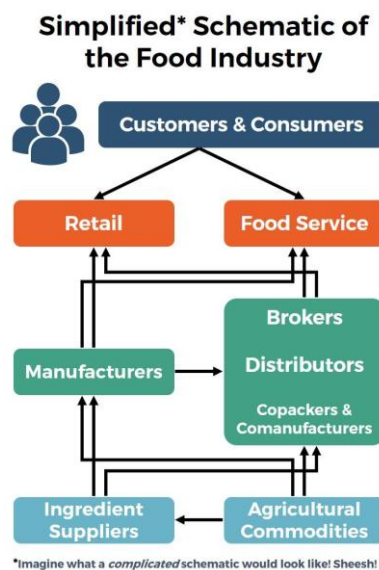 Simplified* Schematic of
the Food Industry
Customers & Consumers
Retail
Food Service
Brokers
Distributors
Copackers &
Comanufacturers
Manufacturers
Ingredient
Suppliers
Agricultural
Commodities
*Imagine what a complicated schematic would look like! Sheesh!